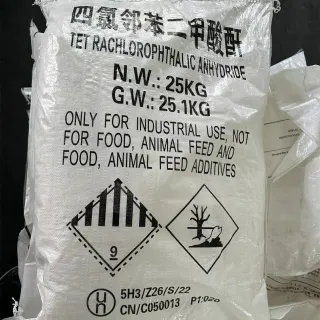 四氯邻苯二甲酸酐
TET RACHLOROPHTHALIC ANHYDRIDE
N.W.: 25KG
G.W.: 25.1KG
ONLY FOR INDUSTRIAL USE, NOT
FOR FOOD, ANIMAL FEED AND
FOOD, ANIMAL FEED ADDITIVES
9
5H3/Z26/S/22
CN/C050013